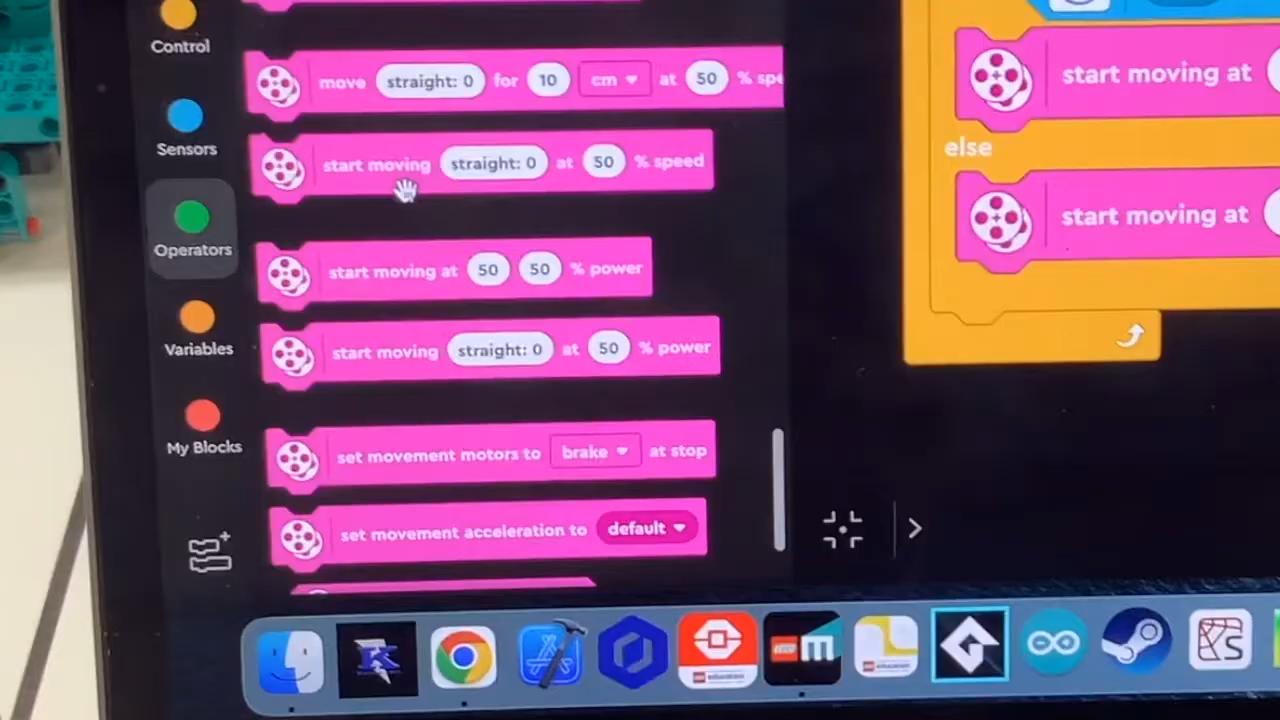 Control
Sensors
Operators
Variables
My Blocks
move straight: 0 for 10 cm at 50 % spe
start moving straight: 0 at 50 % speed
start moving at 50 50 % power
start moving straight: 0 at 50 % power
set movement motors to brake at stop
set movement acceleration to default
start moving at
else
start moving at
LEGO m
S